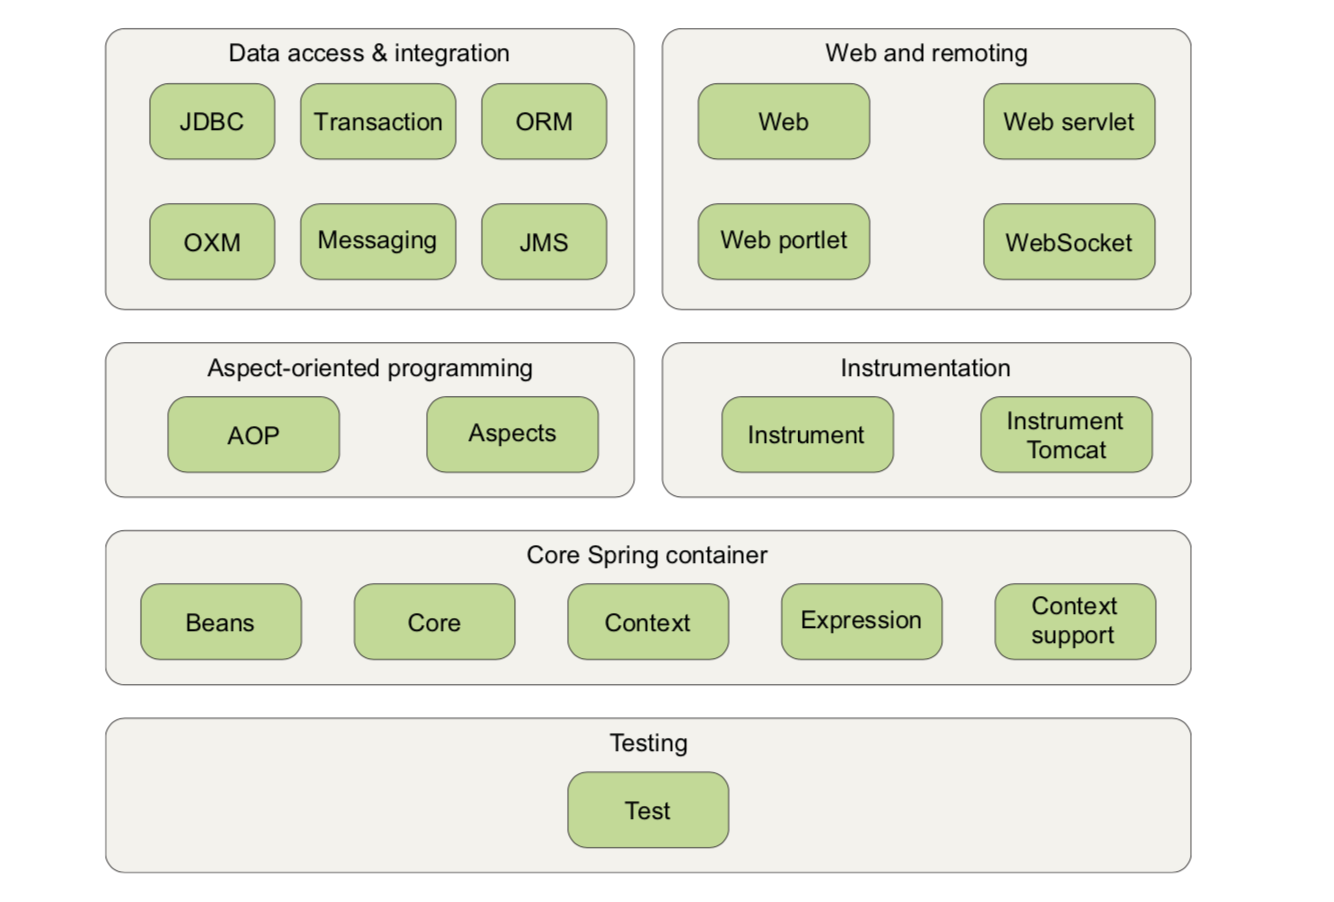 Data access & integration
JDBC
Transaction
ORM
OXM
Messaging
JMS
Web and remoting
Web
Web servlet
Web portlet
WebSocket
Aspect-oriented programming
AOP
Aspects
Instrumentation
Instrument
Instrument
Tomcat
Core Spring container
Beans
Core
Context
Expression
Context
support
Testing
Test